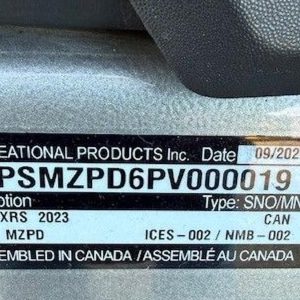 EATIONAL PRODUCTS Inc. Date 09/202
PSMZPD6PV000019
ption Type: SNO/MN
XRS 2023 CAN
MZPD ICES-002 / NMB-002
EMBLED IN CANADA / ASSEMBLÉ AU CANADA